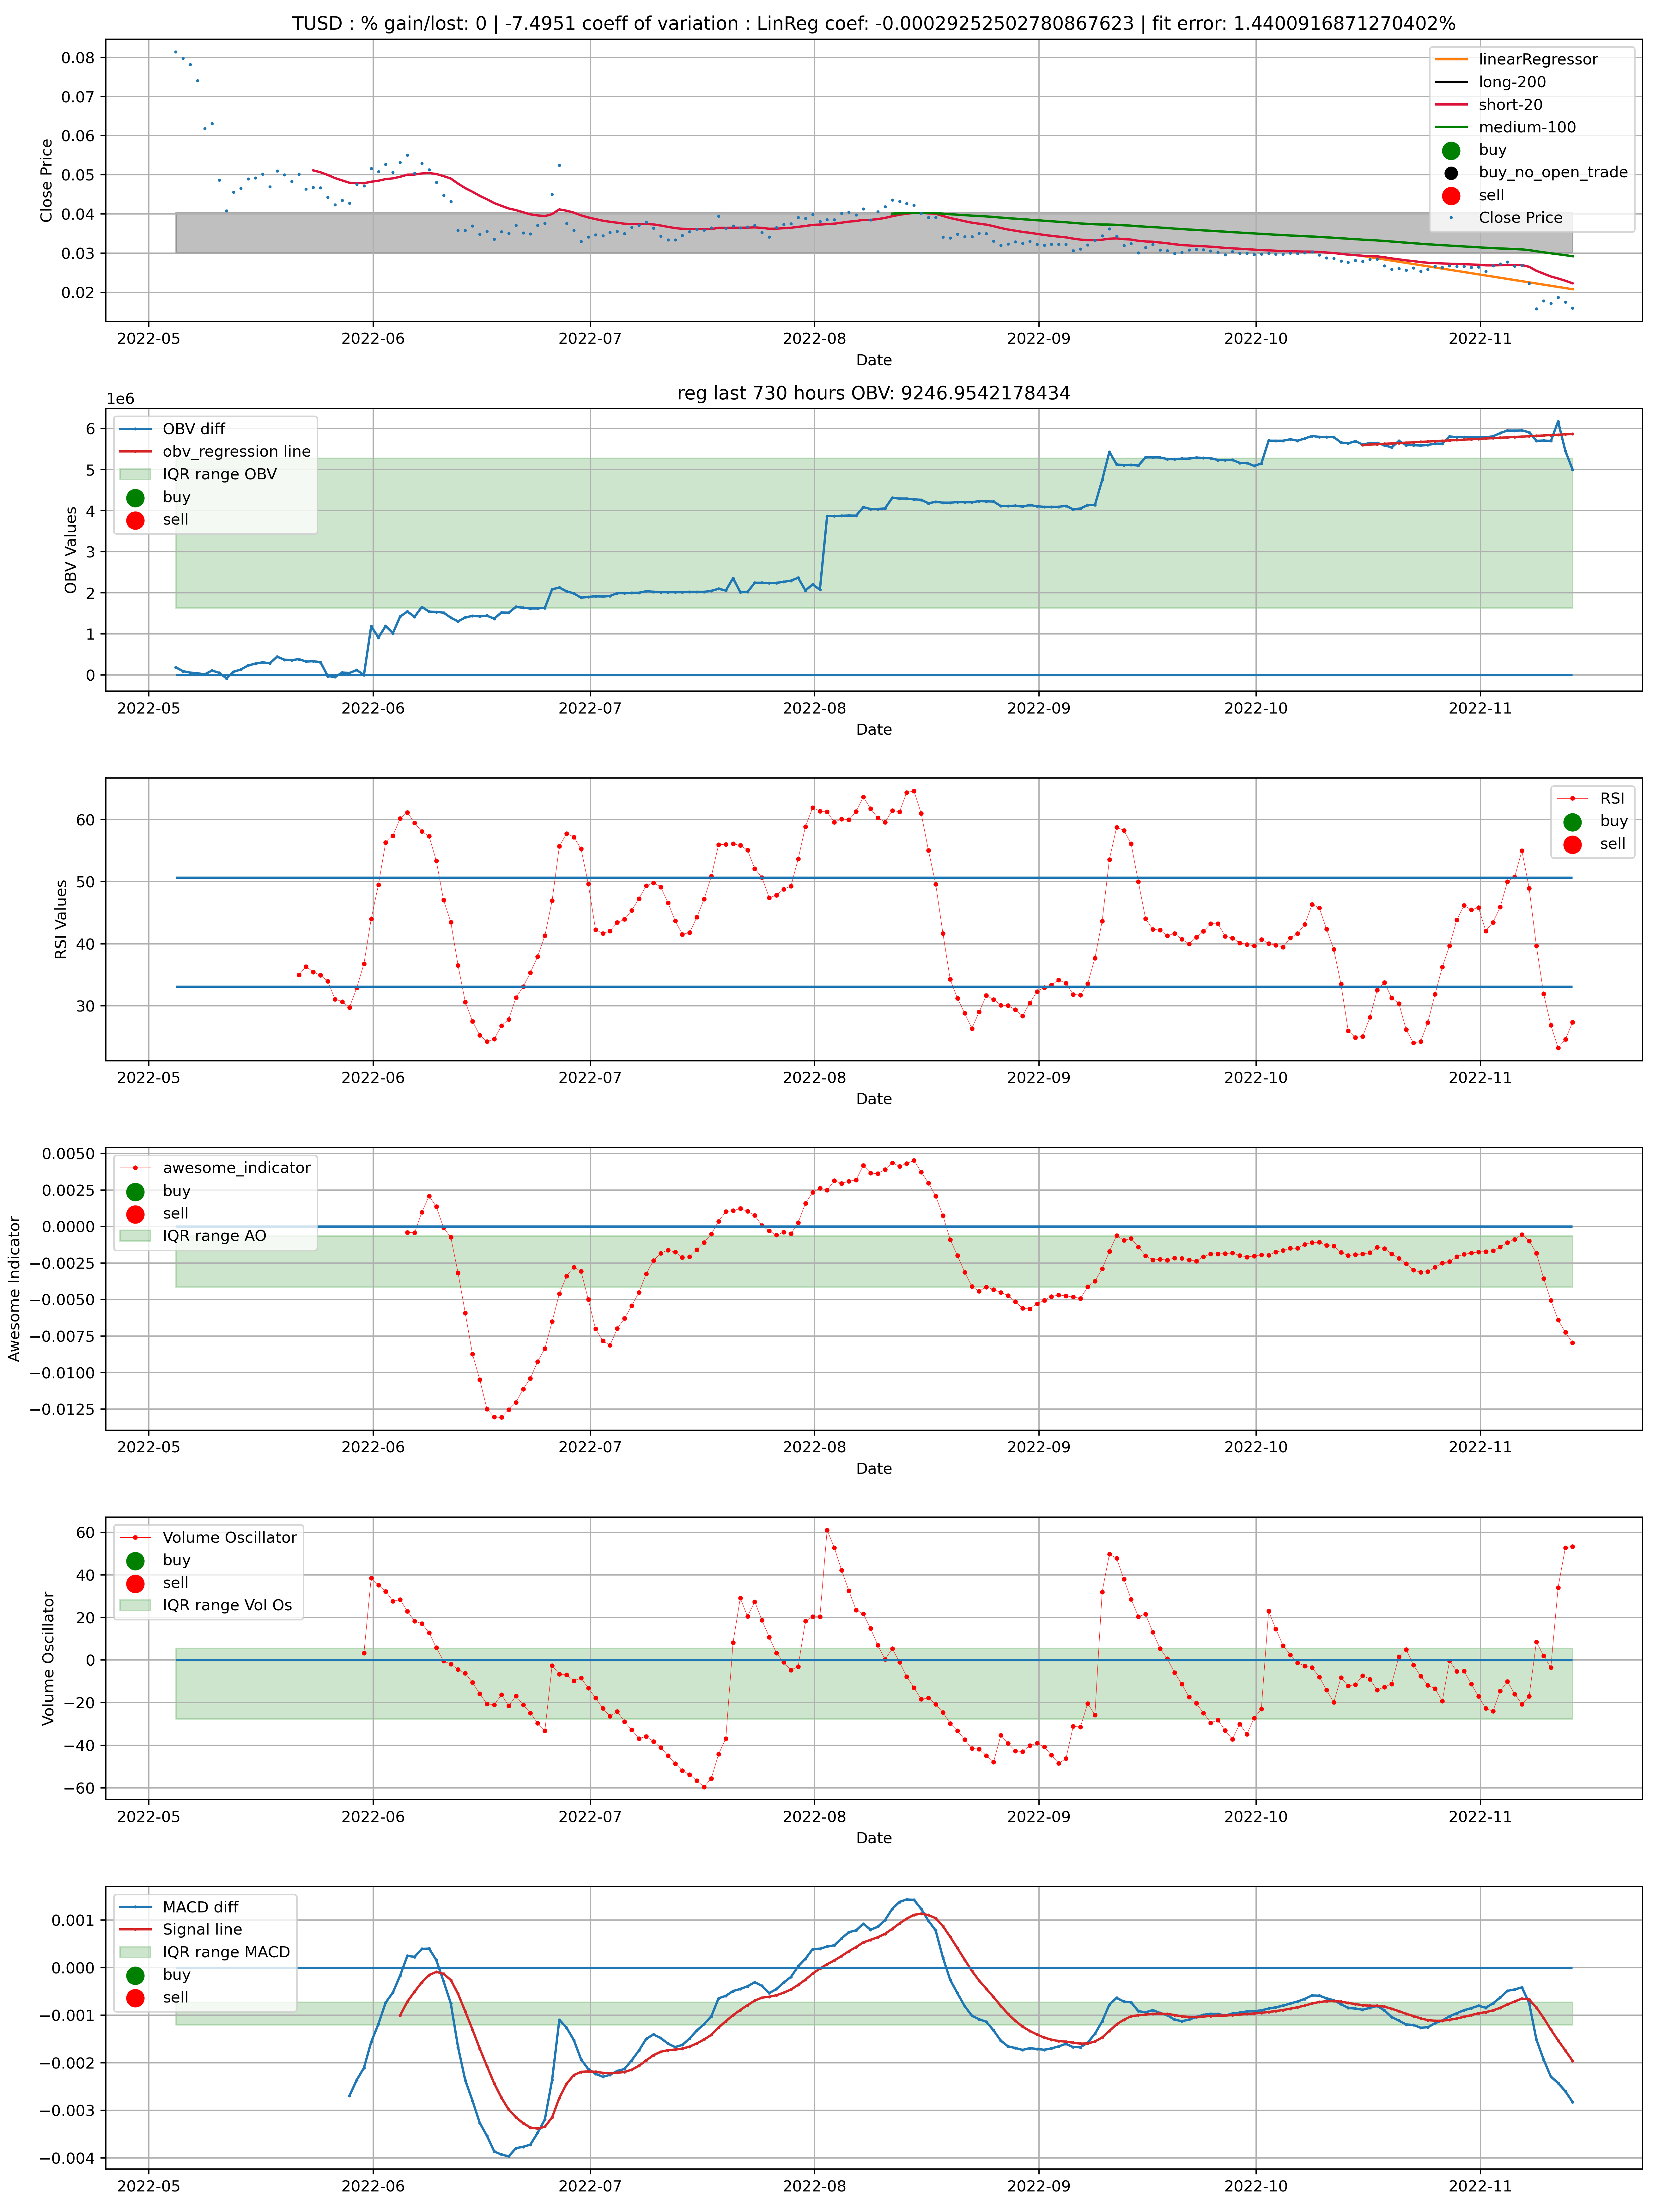 TUSD : % gain/lost: 0 | -7.4951 coeff of variation : LinReg coef: -0.00029252502780867623 | fit error: 1.4400916871270402%
0.08
0.07
0.06
0.05
0.04
0.03
0.02
Close Price
linearRegressor
long-200
short-20
medium-100
buy
buy_no_open_trade
sell
Close Price
2022-05 2022-06 2022-07 2022-08 2022-09 2022-10 2022-11
Date
reg last 730 hours OBV: 9246.9542178434
1e6
6
5
4
3
2
1
0
OBV Values
OBV diff
obv_regression line
IQR range OBV
buy
sell
2022-05 2022-06 2022-07 2022-08 2022-09 2022-10 2022-11
Date
60
50
40
30
RSI Values
RSI
buy
sell
2022-05 2022-06 2022-07 2022-08 2022-09 2022-10 2022-11
Date
0.0050
0.0025
0.0000
−0.0025
−0.0050
−0.0075
−0.0100
−0.0125
Awesome Indicator
awesome_indicator
buy
sell
IQR range AO
2022-05 2022-06 2022-07 2022-08 2022-09 2022-10 2022-11
Date
60
40
20
0
−20
−40
−60
Volume Oscillator
Volume Oscillator
buy
sell
IQR range Vol Os
2022-05 2022-06 2022-07 2022-08 2022-09 2022-10 2022-11
Date
0.001
0.000
−0.001
−0.002
−0.003
−0.004
MACD diff
Signal line
IQR range MACD
buy
sell
2022-05 2022-06 2022-07 2022-08 2022-09 2022-10 2022-11